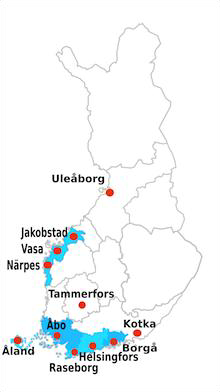 Uleåborg
Jakobstad
Vasa
Närpes
Tammerfors
Åbo
Kotka
Åland
Borgå
Helsingfors
Raseborg